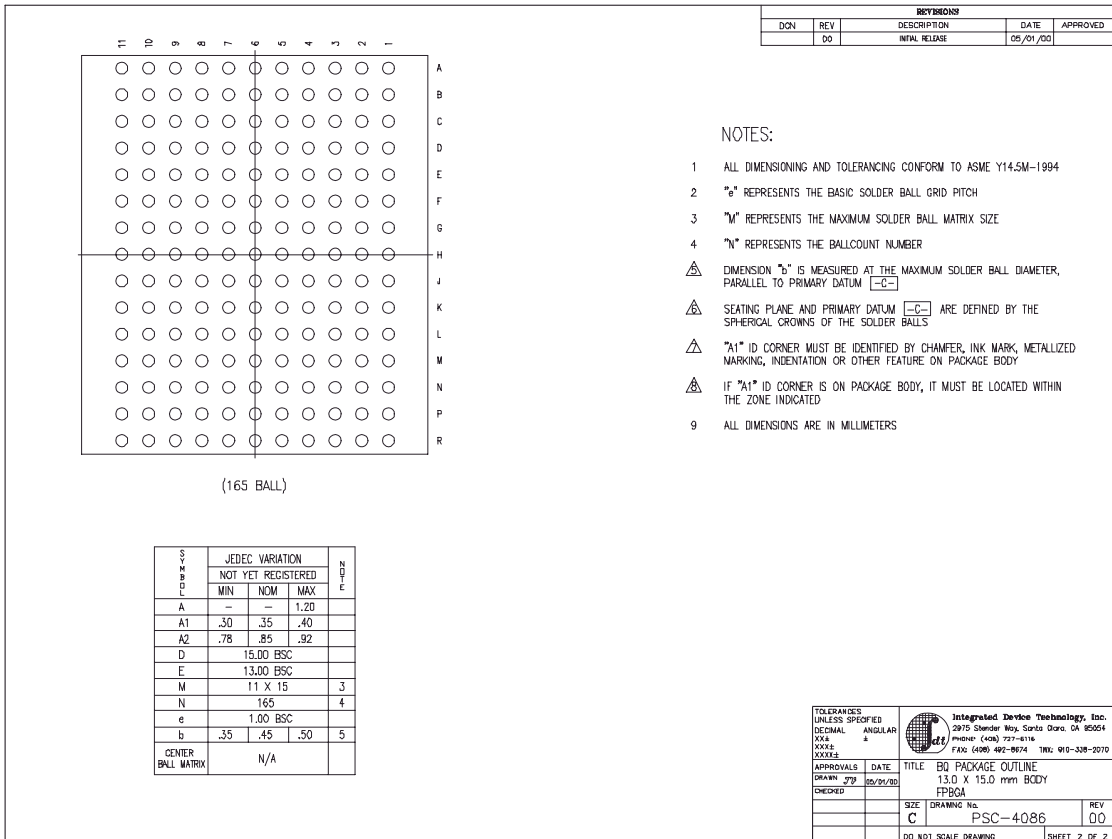 REVISIONS
DCN REV DESCRIPTION DATE APPROVED
D0 INITIAL RELEASE 05/01/00
11 10 9 8 7 6 5 4 3 2 1
A
B
C
D
E
F
G
H
J
K
L
M
N
P
R
(165 BALL)
NOTES:
1 ALL DIMENSIONING AND TOLERANCING CONFORM TO ASME Y14.5M-1994
2 "e" REPRESENTS THE BASIC SOLDER BALL GRID PITCH
3 "M" REPRESENTS THE MAXIMUM SOLDER BALL MATRIX SIZE
4 "N" REPRESENTS THE BALLCOUNT NUMBER
5 DIMENSION "b" IS MEASURED AT THE MAXIMUM SOLDER BALL DIAMETER,
PARALLEL TO PRIMARY DATUM -C-
6 SEATING PLANE AND PRIMARY DATUM -C- ARE DEFINED BY THE
SPHERICAL CROWNS OF THE SOLDER BALLS
7 "A1" ID CORNER MUST BE IDENTIFIED BY CHAMFER, INK MARK, METALLIZED
MARKING, INDENTATION OR OTHER FEATURE ON PACKAGE BODY
8 IF "A1" ID CORNER IS ON PACKAGE BODY, IT MUST BE LOCATED WITHIN
THE ZONE INDICATED
9 ALL DIMENSIONS ARE IN MILLIMETERS
SYMBOL JEDEC VARIATION NOTE
NOT YET REGISTERED
MIN NOM MAX
A - - 1.20
A1 .30 .35 .40
A2 .78 .85 .92
D 15.00 BSC
E 13.00 BSC
M 11 X 15 3
N 165 4
e 1.00 BSC
b .35 .45 .50 5
CENTER BALL MATRIX N/A
TOLERANCES
UNLESS SPECIFIED
DECIMAL ANGULAR
XX± ±
XXX±
XXXX±
idt
Integrated Device Technology, Inc.
2975 Stender Way, Santa Clara, CA 95054
PHONE: (408) 727-6116
FAX: (408) 492-8674 TWX: 910-338-2070
APPROVALS DATE
DRAWN 05/01/00
CHECKED
TITLE BQ PACKAGE OUTLINE
13.0 X 15.0 mm BODY
FPBGA
SIZE DRAWING No. REV
C PSC-4086 00
DO NOT SCALE DRAWING SHEET 2 OF 2